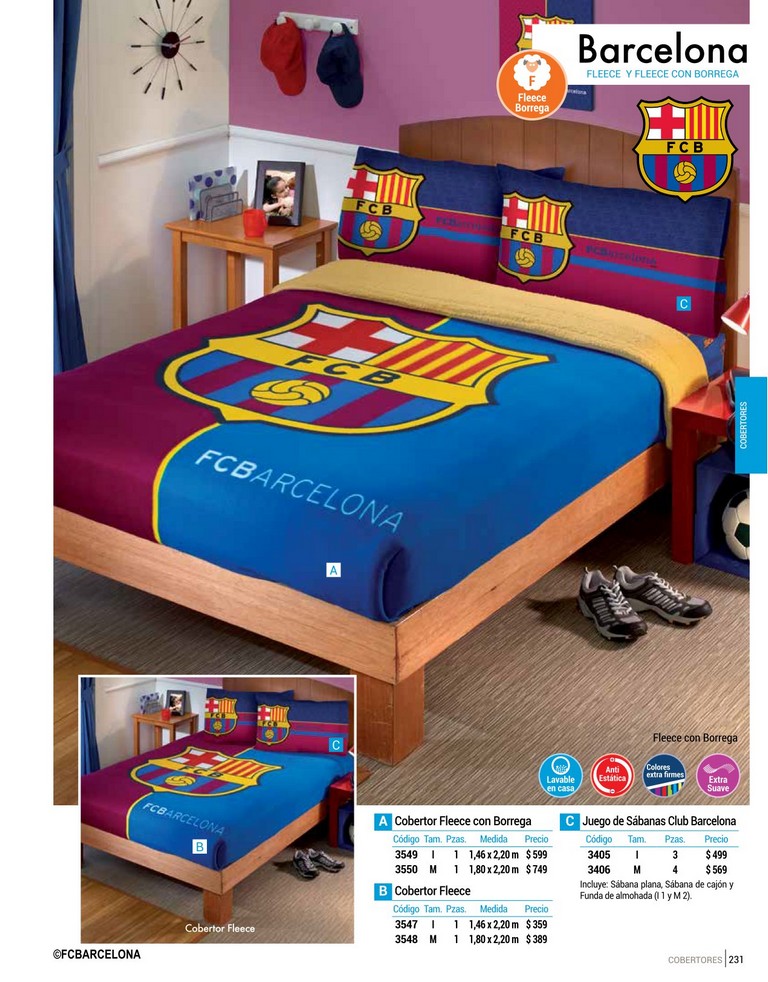 Barcelona
FLEECE Y FLEECE CON BORREGA
F
Fleece
Borrega
FCB
FCB
FCBARCELONA
FCB
FCBARCELONA
C
FCB
FCBARCELONA
A
COBERTORES
FCB
FCB
C
FCB
FCBARCELONA
B
Cobertor Fleece
Fleece con Borrega
Lavable
en casa
Anti
Estática
Colores
extra firmes
Extra
Suave
A Cobertor Fleece con Borrega
Código Tam. Pzas. Medida Precio
3549 I 1 1,46 x 2,20 m $ 599
3550 M 1 1,80 x 2,20 m $ 749
B Cobertor Fleece
Código Tam. Pzas. Medida Precio
3547 I 1 1,46 x 2,20 m $ 359
3548 M 1 1,80 x 2,20 m $ 389
C Juego de Sábanas Club Barcelona
Código Tam. Pzas. Precio
3405 I 3 $ 499
3406 M 4 $ 569
Incluye: Sábana plana, Sábana de cajón y
Funda de almohada (I 1 y M 2).
©FCBARCELONA
COBERTORES 231